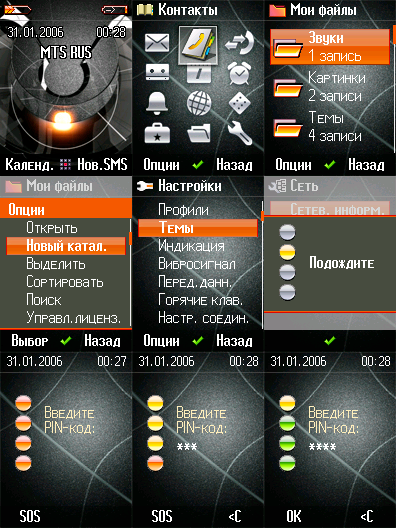 31.01.2006 00:28
MTS RUS
Календ. Нов.SMS
Контакты
Опции Назад
Мои файлы
Звуки
1 запись
Картинки
2 записи
Темы
4 записи
Опции Назад
Мои файлы
Опции
Открыть
Новый катал.
Выделить
Сортировать
Поиск
Управл.лиценз.
Выбор Назад
Настройки
Профили
Темы
Индикация
Вибросигнал
Перед.данн.
Горячие клав.
Настр. соедин.
Опции Назад
Сеть
Сетев. информ.
Подождите
31.01.2006 00:27
Введите
PIN-код:
SOS
31.01.2006 00:28
Введите
PIN-код:
***
SOS <C
31.01.2006 00:28
Введите
PIN-код:
****
OK <C